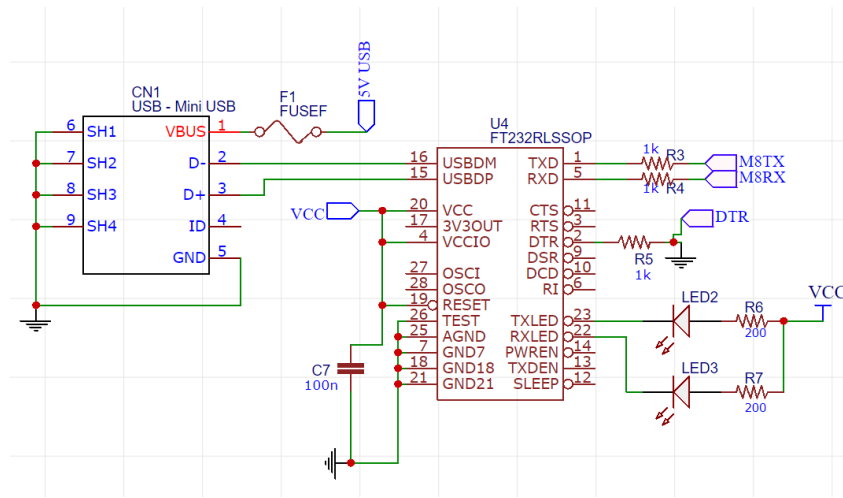 CN1
USB - Mini USB
6 SH1 VBUS 1
7 SH2 D- 2
8 SH3 D+ 3
9 SH4 ID 4
GND 5
F1
FUSEF
5V USB
U4
FT232RLSSOP
16 USBDM TXD 1
15 USBDP RXD 5
20 VCC CTS 11
17 3V3OUT RTS 3
4 VCCIO DTR 2
DSR 9
27 OSCI DCD 10
28 OSCO RI 6
19 RESET
26 TEST TXLED 23
25 AGND RXLED 22
7 GND7 PWREN 14
18 GND18 TXDEN 13
21 GND21 SLEEP 12
VCC
C7
100n
1k R3
M8TX
1k R4
M8RX
DTR
R5
1k
LED2
R6
200
VCC
LED3
R7
200